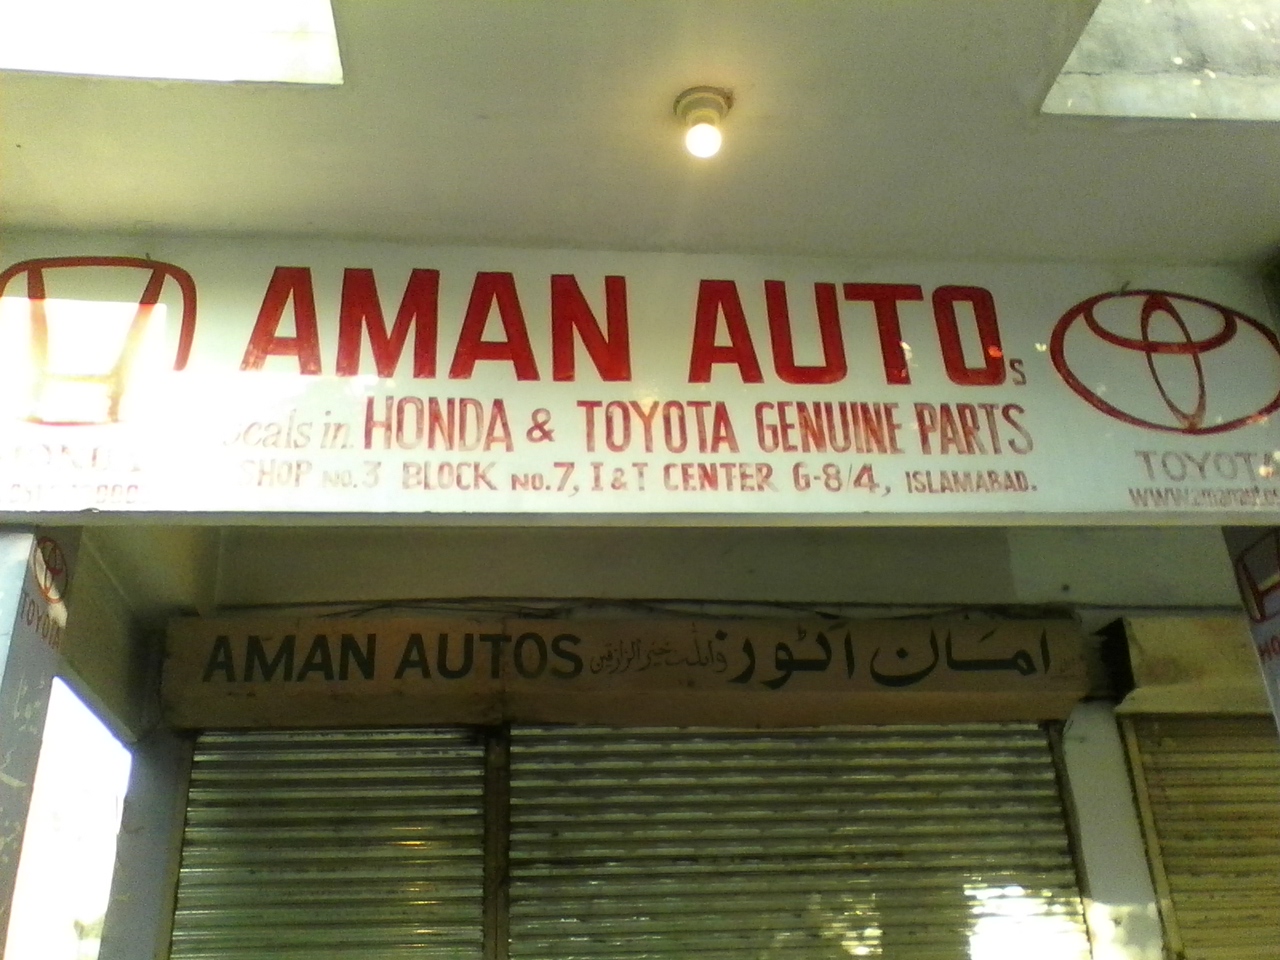 AMAN AUTOs
in HONDA & TOYOTA GENUINE PARTS
SHOP No.3 BLOCK No.7, I & T CENTER G-8/4, ISLAMABAD.
TOYOTA
TOYOTA
AMAN AUTOS واللہ خیر الرازقین امان آٹوز